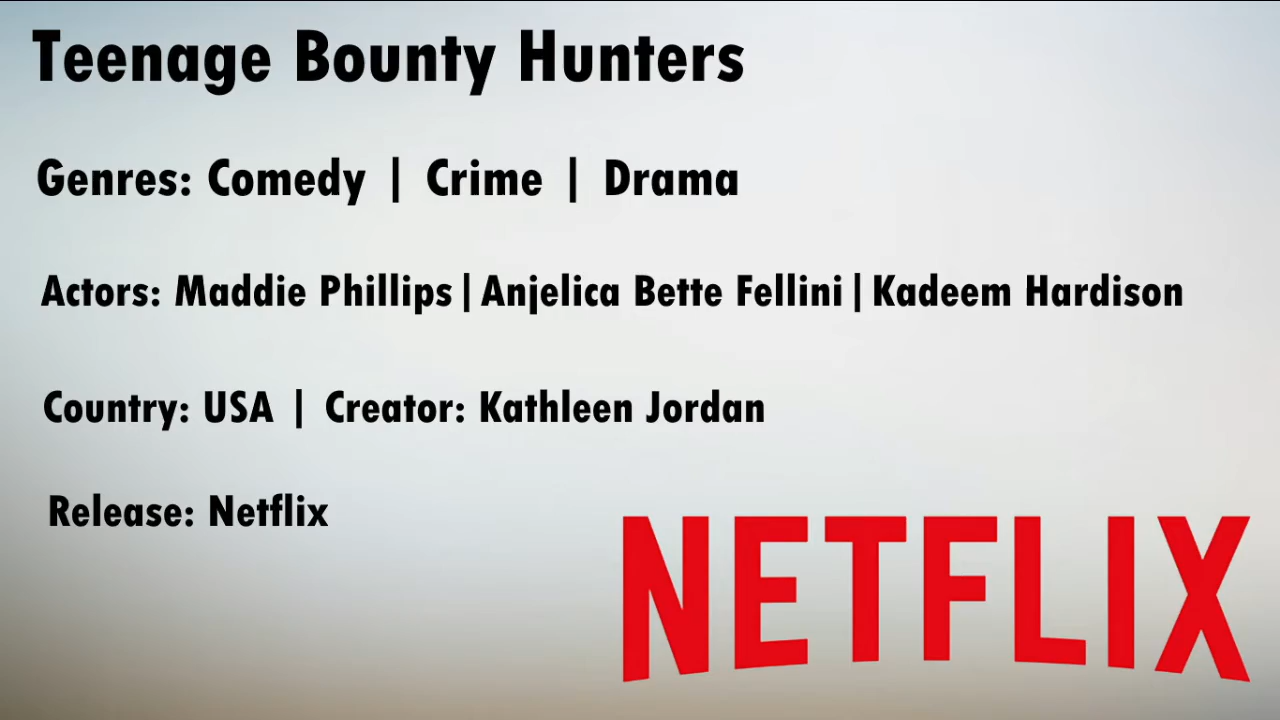 Teenage Bounty Hunters
Genres: Comedy | Crime | Drama
Actors: Maddie Phillips|Anjelica Bette Fellini|Kadeem Hardison
Country: USA | Creator: Kathleen Jordan
Release: Netflix
NETFLIX